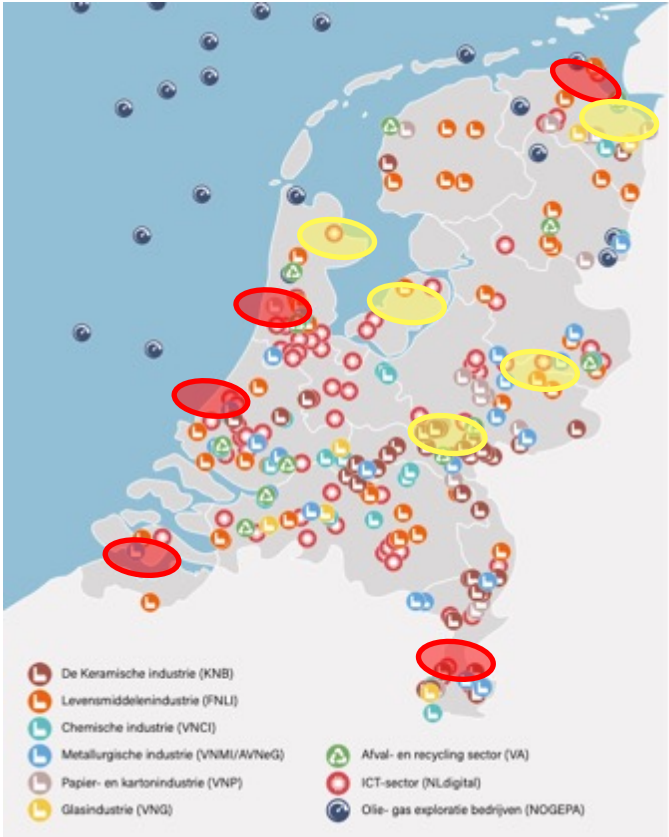 De Keramische industrie (KNB)
Levensmiddelenindustrie (FNLI)
Chemische industrie (VNCI)
Metallurgische industrie (VNMI/AVNeG)
Papier- en kartonindustrie (VNP)
Glasindustrie (VNG)
Afval- en recycling sector (VA)
ICT-sector (NLdigital)
Olie- gas exploratie bedrijven (NOGEPA)